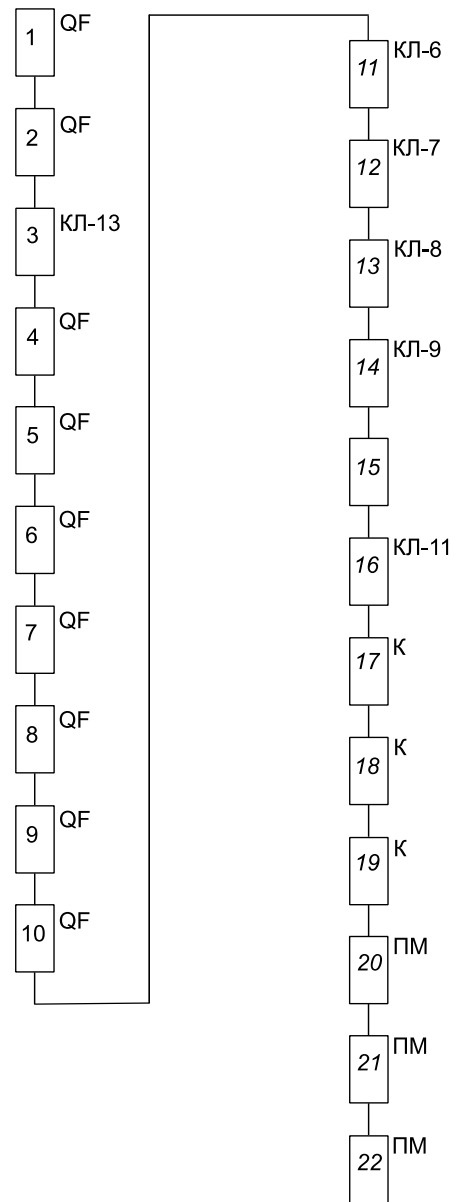 1 QF
2 QF
3 КЛ-13
4 QF
5 QF
6 QF
7 QF
8 QF
9 QF
10 QF
11 КЛ-6
12 КЛ-7
13 КЛ-8
14 КЛ-9
15
16 КЛ-11
17 К
18 К
19 К
20 ПМ
21 ПМ
22 ПМ